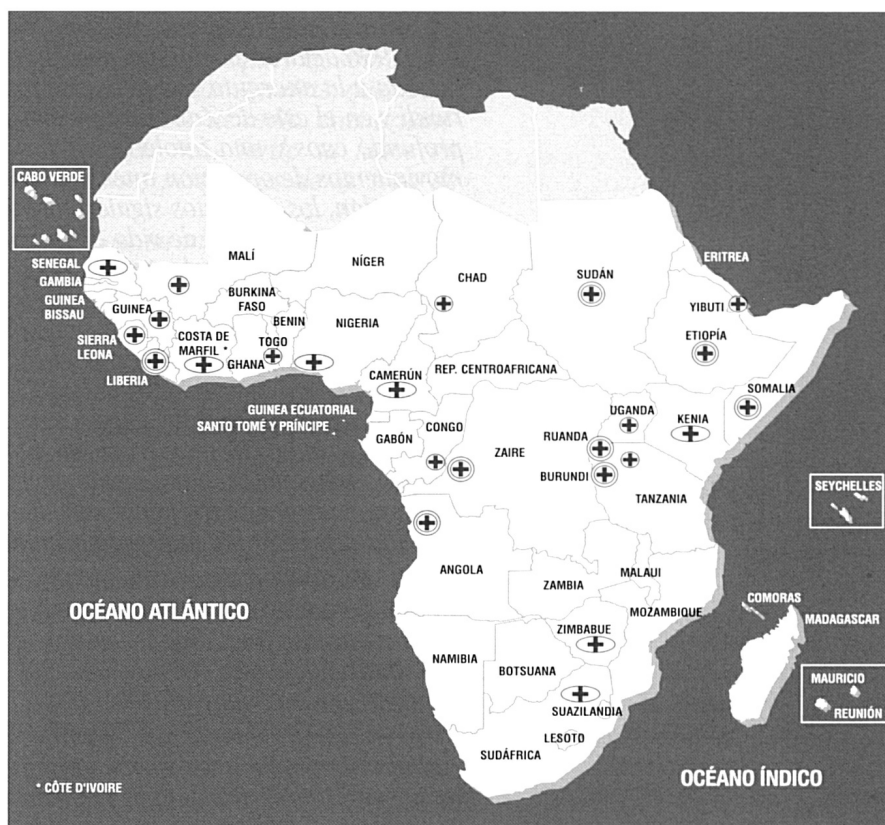 CABO VERDE
SENEGAL
GAMBIA
GUINEA
BISSAU
GUINEA
SIERRA
LEONA
LIBERIA
COSTA DE
MARFIL *
MALÍ
BURKINA
FASO
GHANA
TOGO
BENIN
NÍGER
NIGERIA
CHAD
CAMERÚN
REP. CENTROAFRICANA
SUDÁN
ERITREA
YIBUTI
ETIOPÍA
SOMALIA
GUINEA ECUATORIAL
SANTO TOMÉ Y PRÍNCIPE
GABÓN
CONGO
ZAIRE
UGANDA
KENIA
RUANDA
BURUNDI
TANZANIA
SEYCHELLES
ANGOLA
ZAMBIA
MALAUI
MOZAMBIQUE
COMORAS
MADAGASCAR
ZIMBABUE
NAMIBIA
BOTSUANA
MAURICIO
REUNIÓN
SUAZILANDIA
LESOTO
SUDÁFRICA
OCÉANO ATLÁNTICO
OCÉANO ÍNDICO
* CÔTE D'IVOIRE